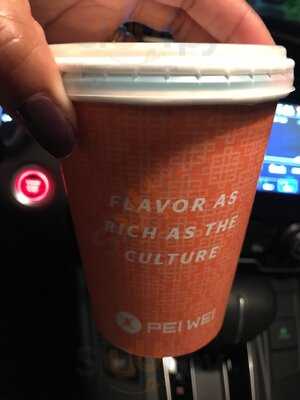 FLAVOR AS
RICH AS THE
CULTURE
PEI WEI